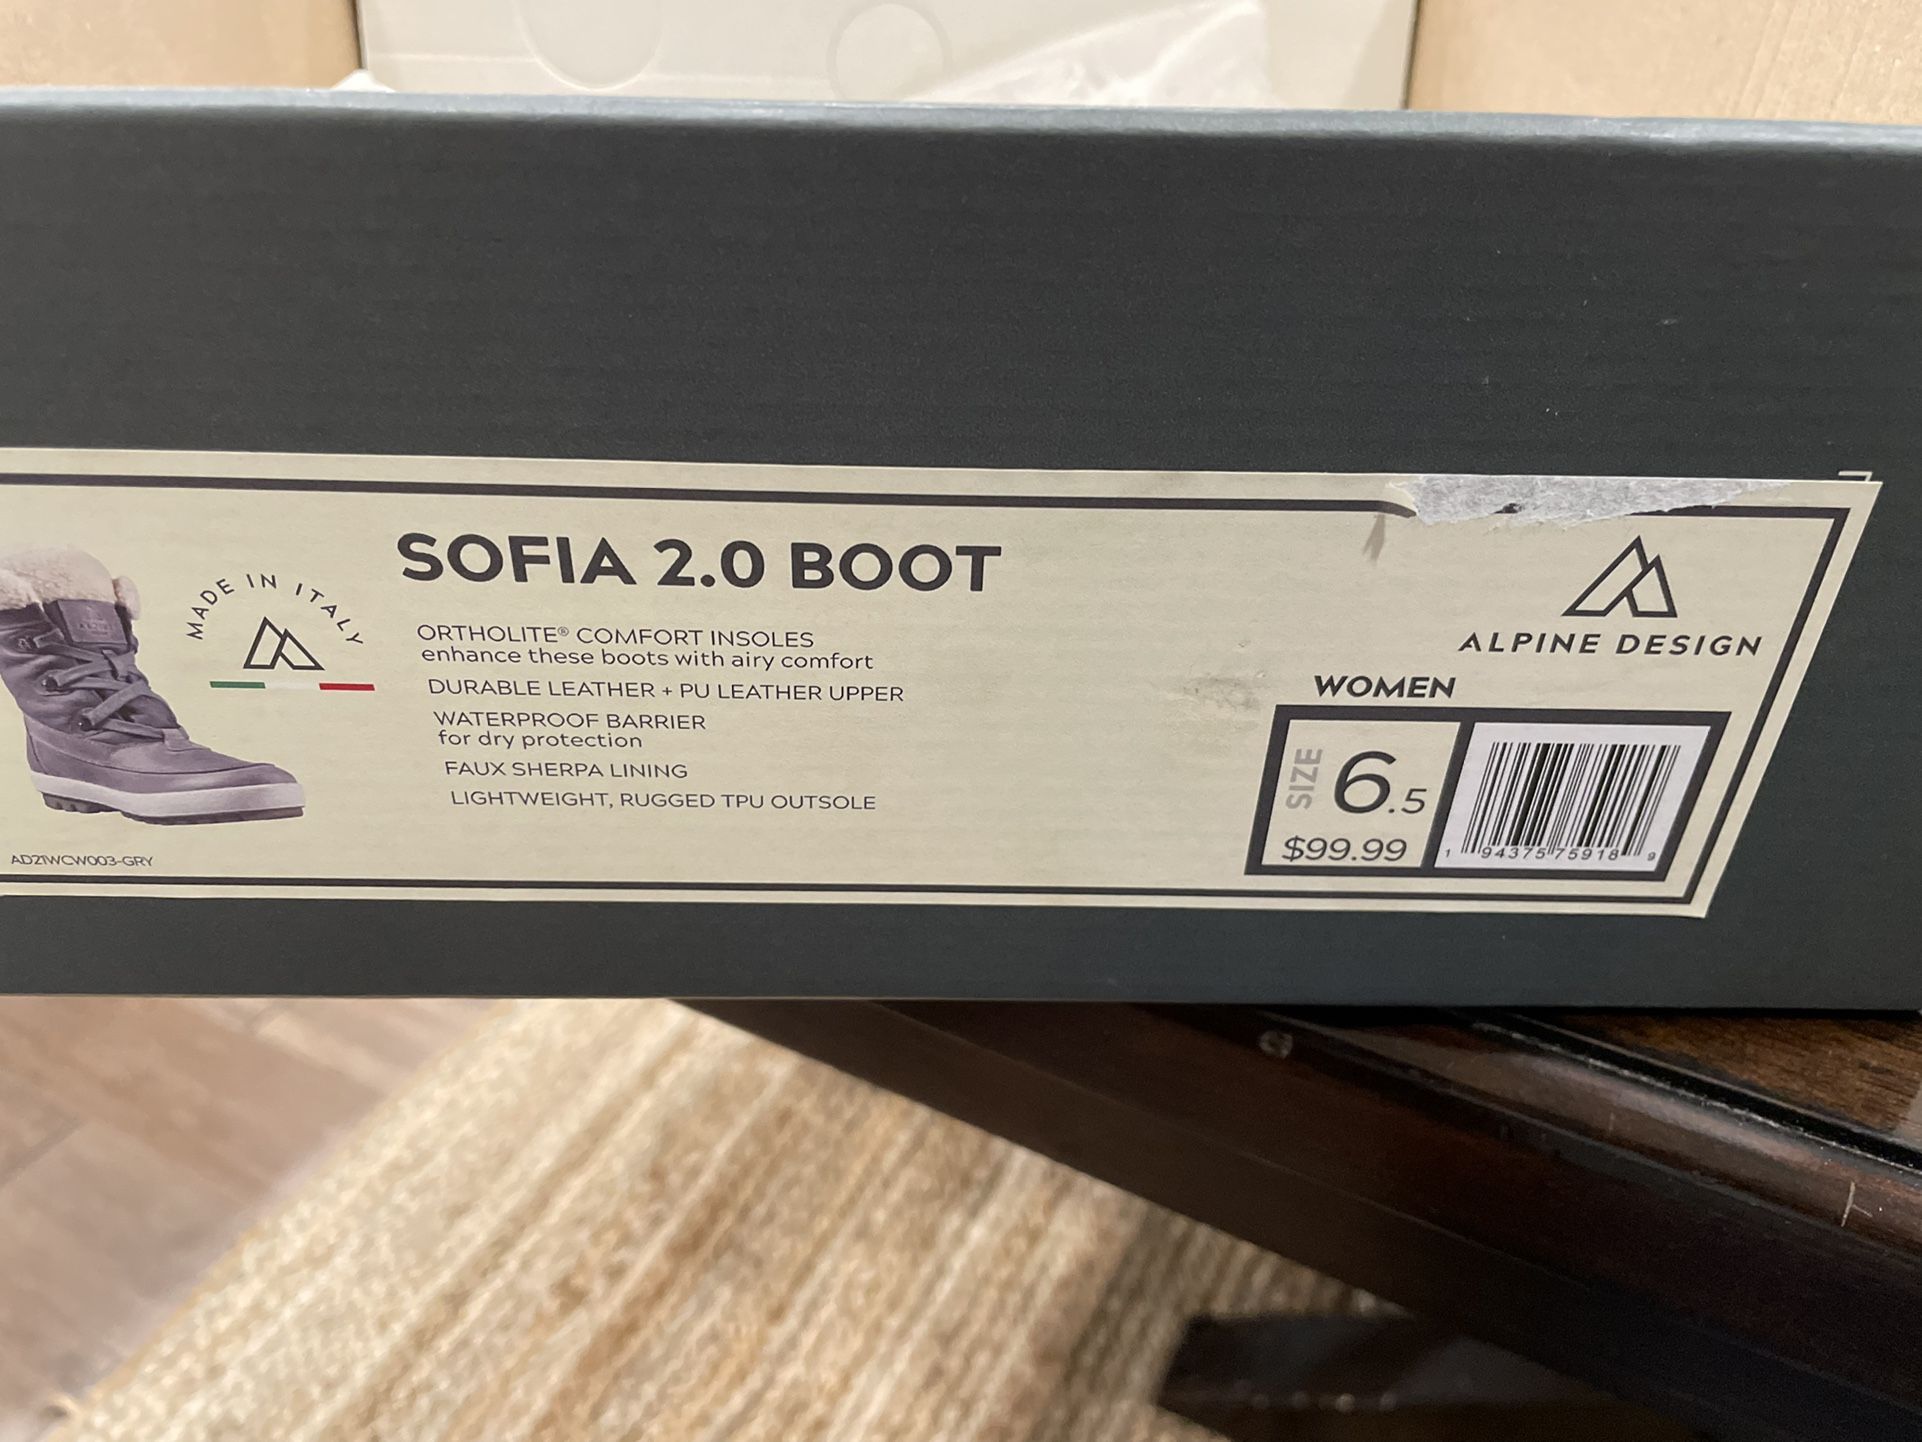 MADE IN ITALY
AD21WCW003-GRY
SOFIA 2.0 BOOT
ORTHOLITE® COMFORT INSOLES
enhance these boots with airy comfort
DURABLE LEATHER + PU LEATHER UPPER
WATERPROOF BARRIER
for dry protection
FAUX SHERPA LINING
LIGHTWEIGHT, RUGGED TPU OUTSOLE
ALPINE DESIGN
WOMEN
SIZE
6.5
$99.99
1 94375 75918 9